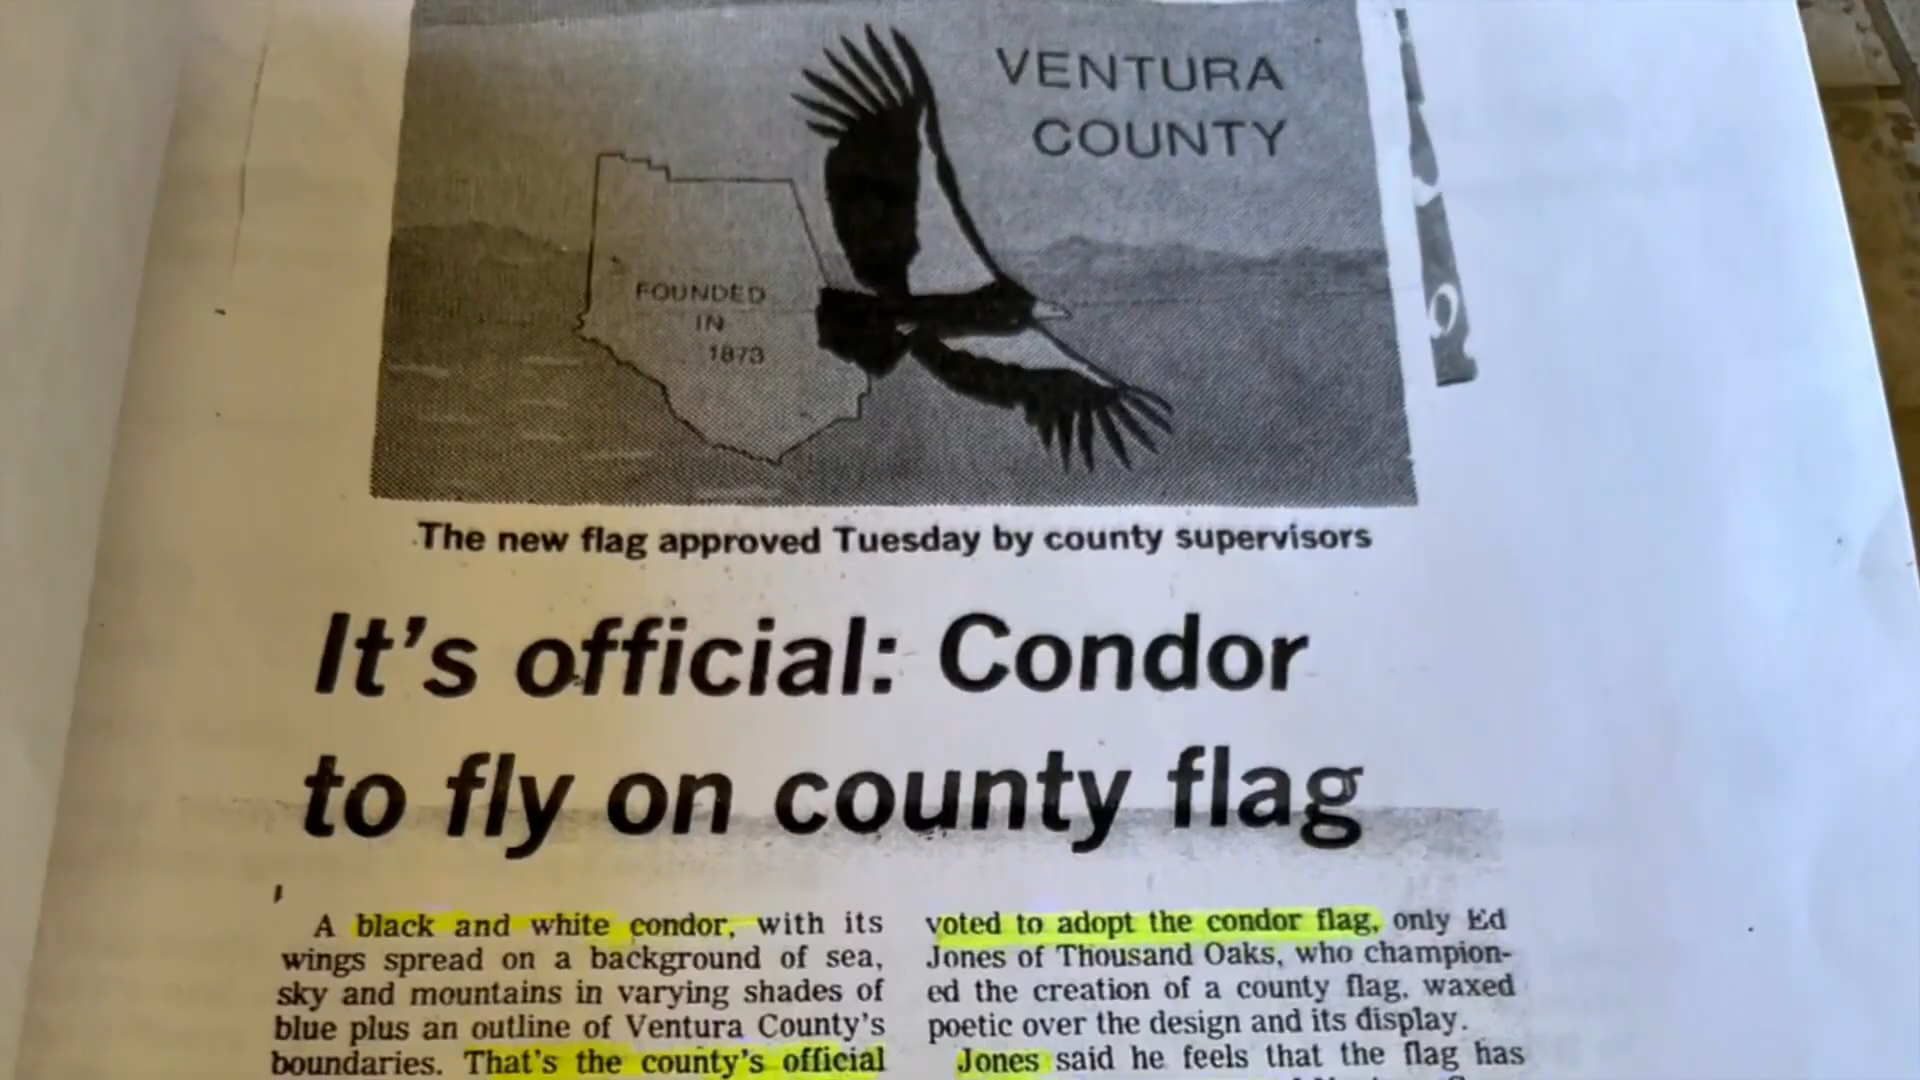 VENTURA
COUNTY
FOUNDED
IN
1873
The new flag approved Tuesday by county supervisors
It's official: Condor
to fly on county flag
A black and white condor, with its
wings spread on a background of sea,
sky and mountains in varying shades of
blue plus an outline of Ventura County's
boundaries. That's the county's official
voted to adopt the condor flag, only Ed
Jones of Thousand Oaks, who champion-
ed the creation of a county flag, waxed
poetic over the design and its display.
Jones said he feels that the flag has